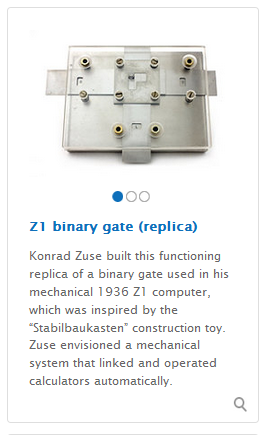 Z1 binary gate (replica)
Konrad Zuse built this functioning
replica of a binary gate used in his
mechanical 1936 Z1 computer,
which was inspired by the
“Stabilbaukasten” construction toy.
Zuse envisioned a mechanical
system that linked and operated
calculators automatically.